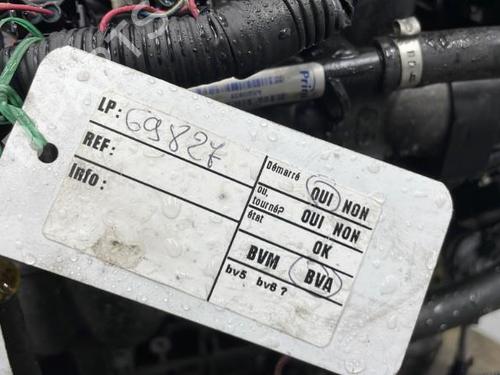 LP: 69827
REF:
Info:
Démarré OUI NON
ou
tourné? OUI NON
état OK
BVM BVA
bv5 bv6 ?